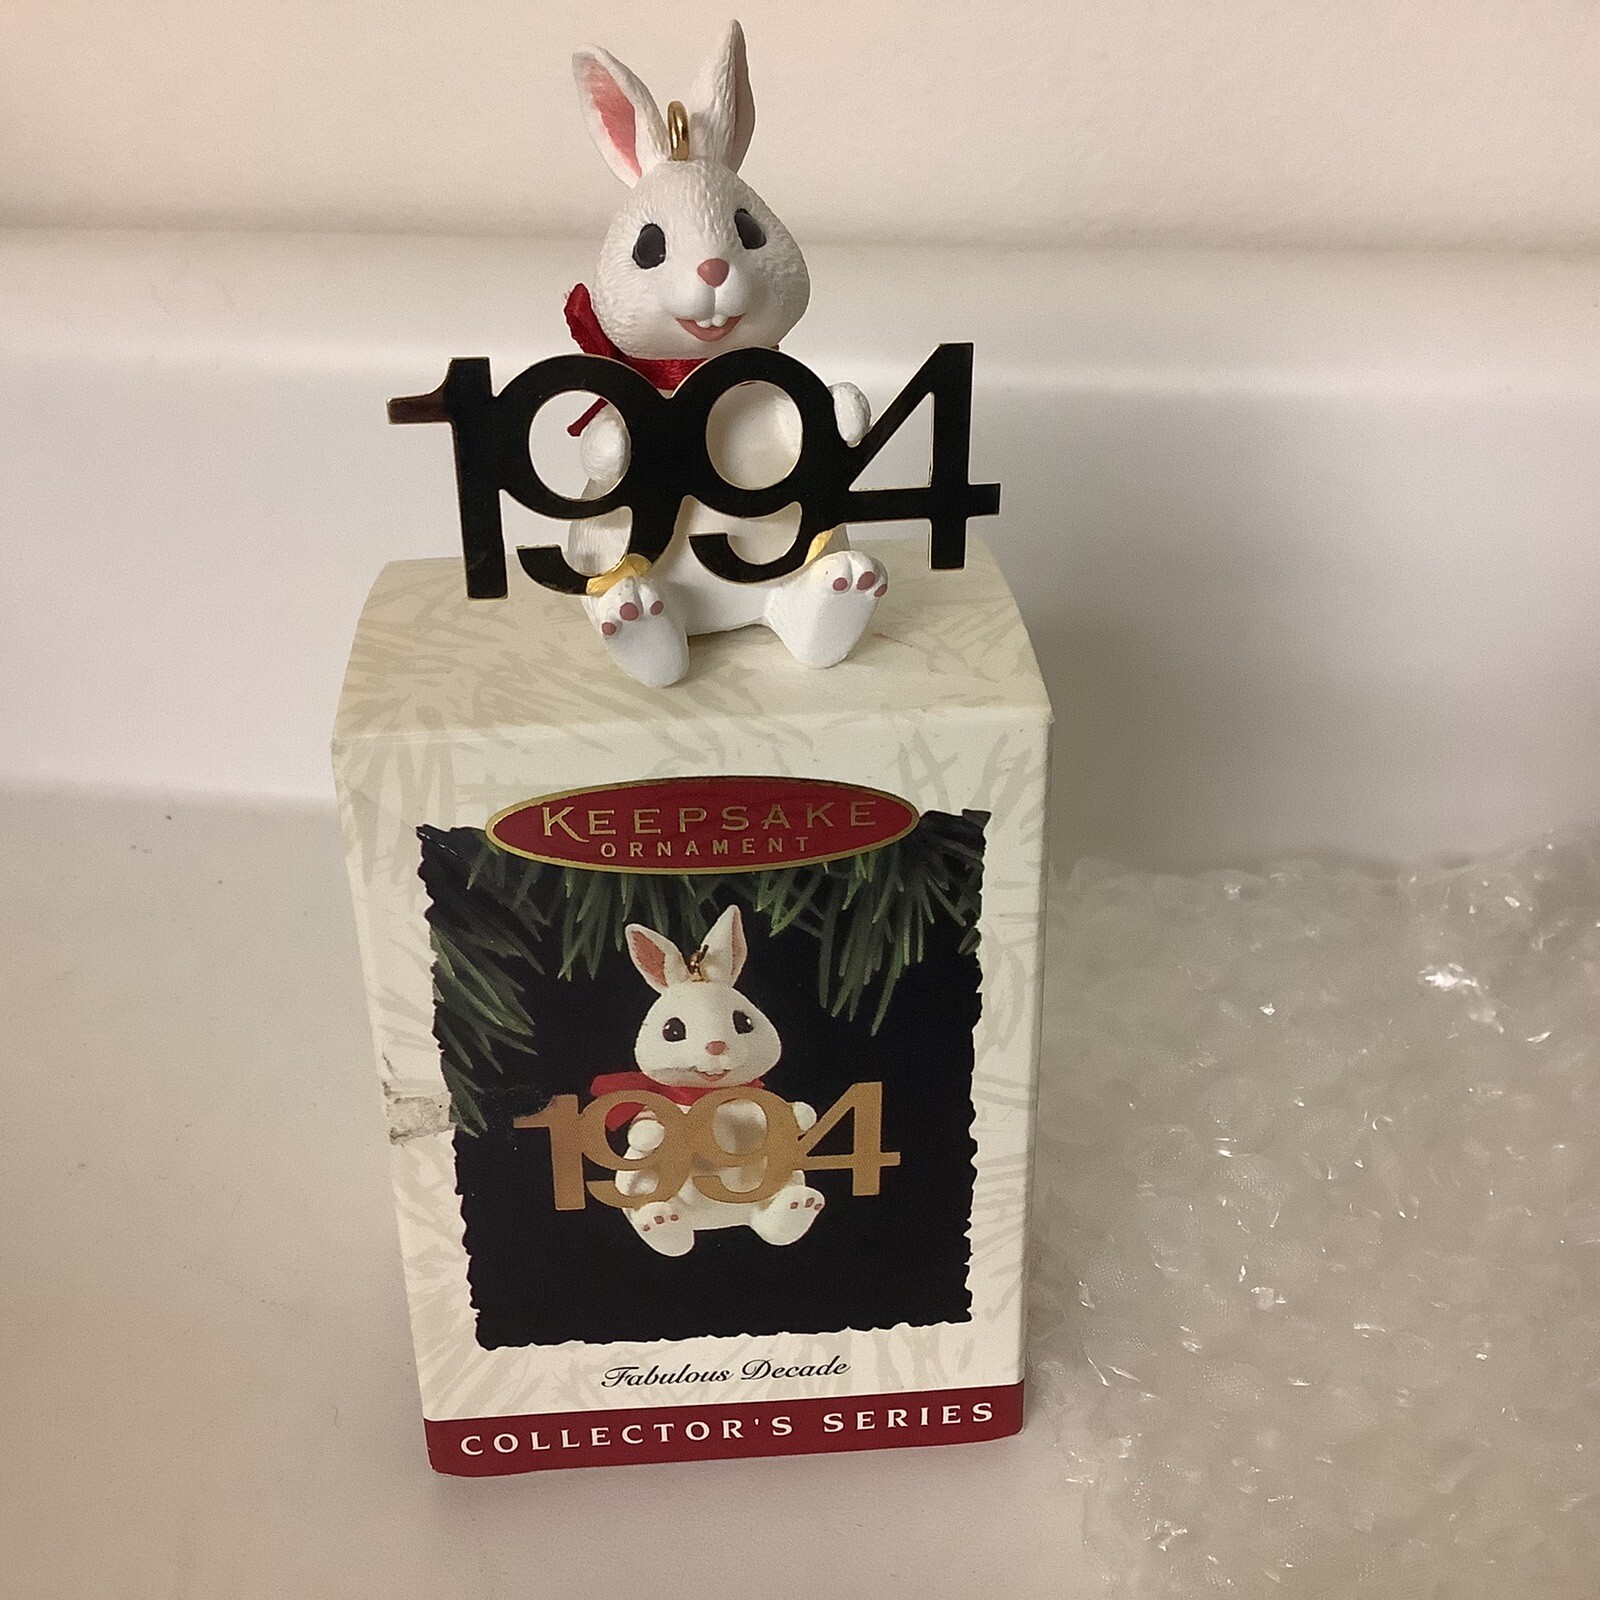 1994
KEEPSAKE
ORNAMENT
1994
Fabulous Decade
COLLECTOR'S SERIES